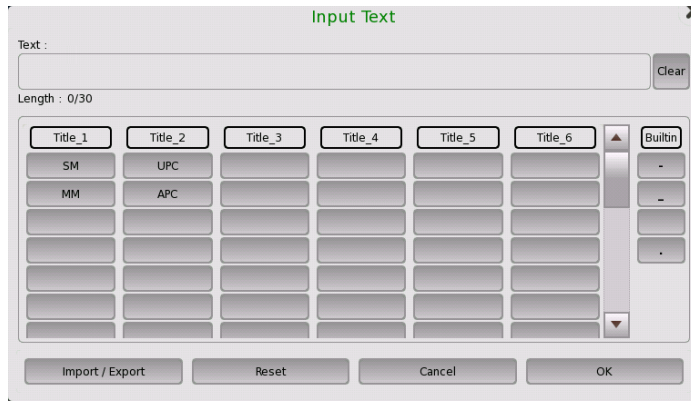 Input Text
Text :
Clear
Length : 0/30
Title_1 Title_2 Title_3 Title_4 Title_5 Title_6 Builtin
SM UPC -
MM APC _
.
Import / Export Reset Cancel OK